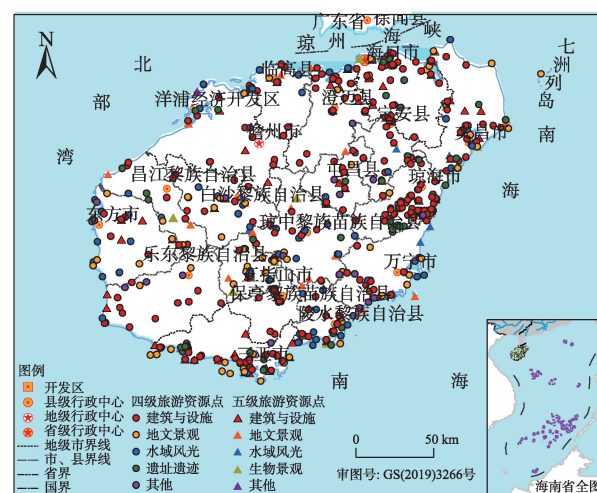 广东省
徐闻县
琼州海峡
N
海口市
七洲列岛
北部湾
临高县
洋浦经济开发区
澄迈县
定安县
儋州市
文昌市
南海
昌江黎族自治县
屯昌县
琼海市
白沙黎族自治县
东方市
琼中黎族苗族自治县
乐东黎族自治县
万宁市
五指山市
保亭黎族苗族自治县
陵水黎族自治县
三亚市
南海
图例
开发区
县级行政中心
地级行政中心
省级行政中心
地级市界线
市、县界线
省界
国界
四级旅游资源点
建筑与设施
地文景观
水域风光
遗址遗迹
其他
五级旅游资源点
建筑与设施
地文景观
水域风光
生物景观
其他
0 50 km
审图号: GS(2019)3266号
海南省全图